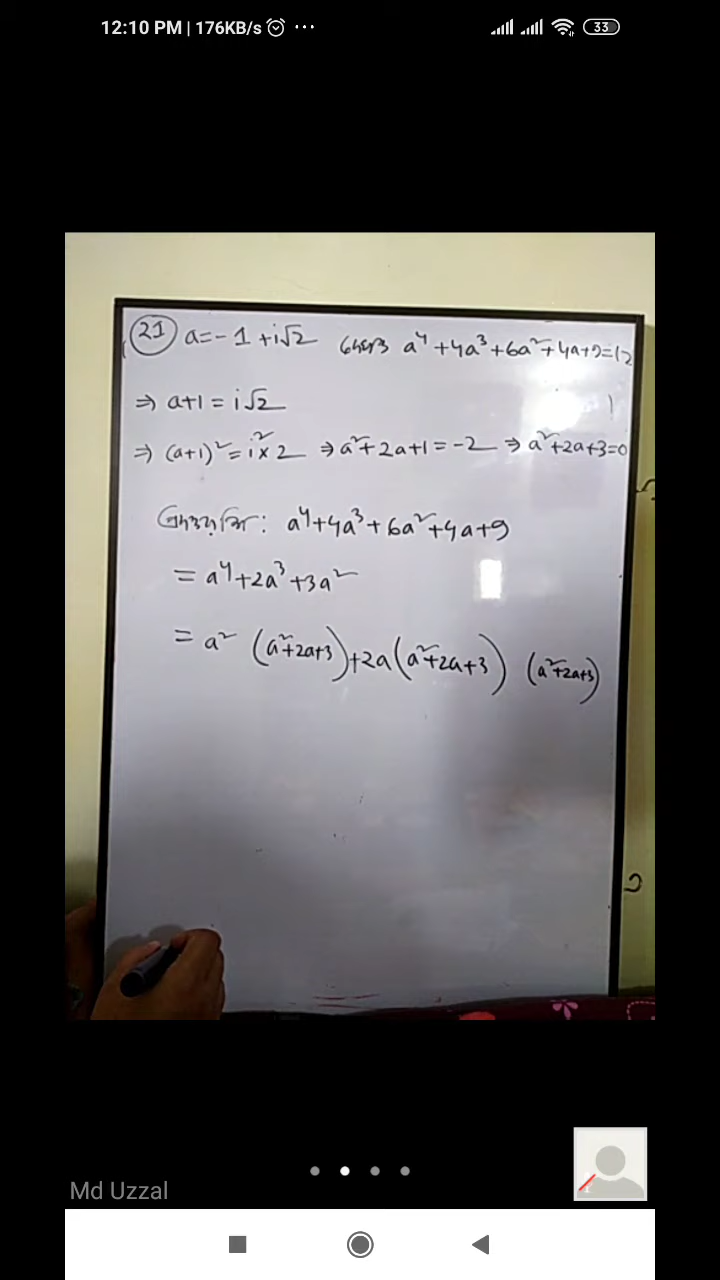 12:10 PM | 176KB/s ...
33
21 a=-1+i√2 দেখাও a⁴+4a³+6a²+4a+9=12
⇒ a+1=i√2
⇒ (a+1)²=i²×2 ⇒a²+2a+1=-2 ⇒ a²+2a+3=0
: a⁴+4a³+6a²+4a+9
= a⁴+2a³+3a²
= a² (a²+2a+3)+2a(a²+2a+3) (a²+2a+3)
Md Uzzal